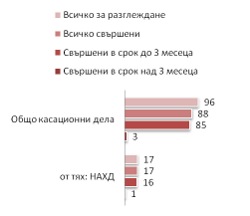 Всичко за разглеждане
Всичко свършени
Свършени в срок до 3 месеца
Свършени в срок над 3 месеца
96
88
Общо касационни дела
85
3
17
от тях: НАХД
17
16
1